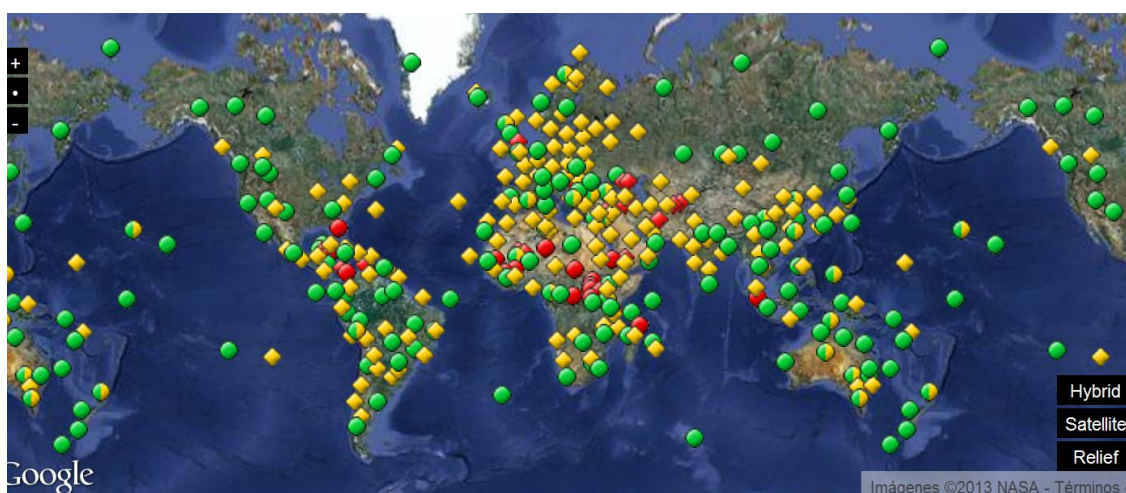 +
-
Hybrid
Satellite
Relief
Google
Imágenes ©2013 NASA - Términos